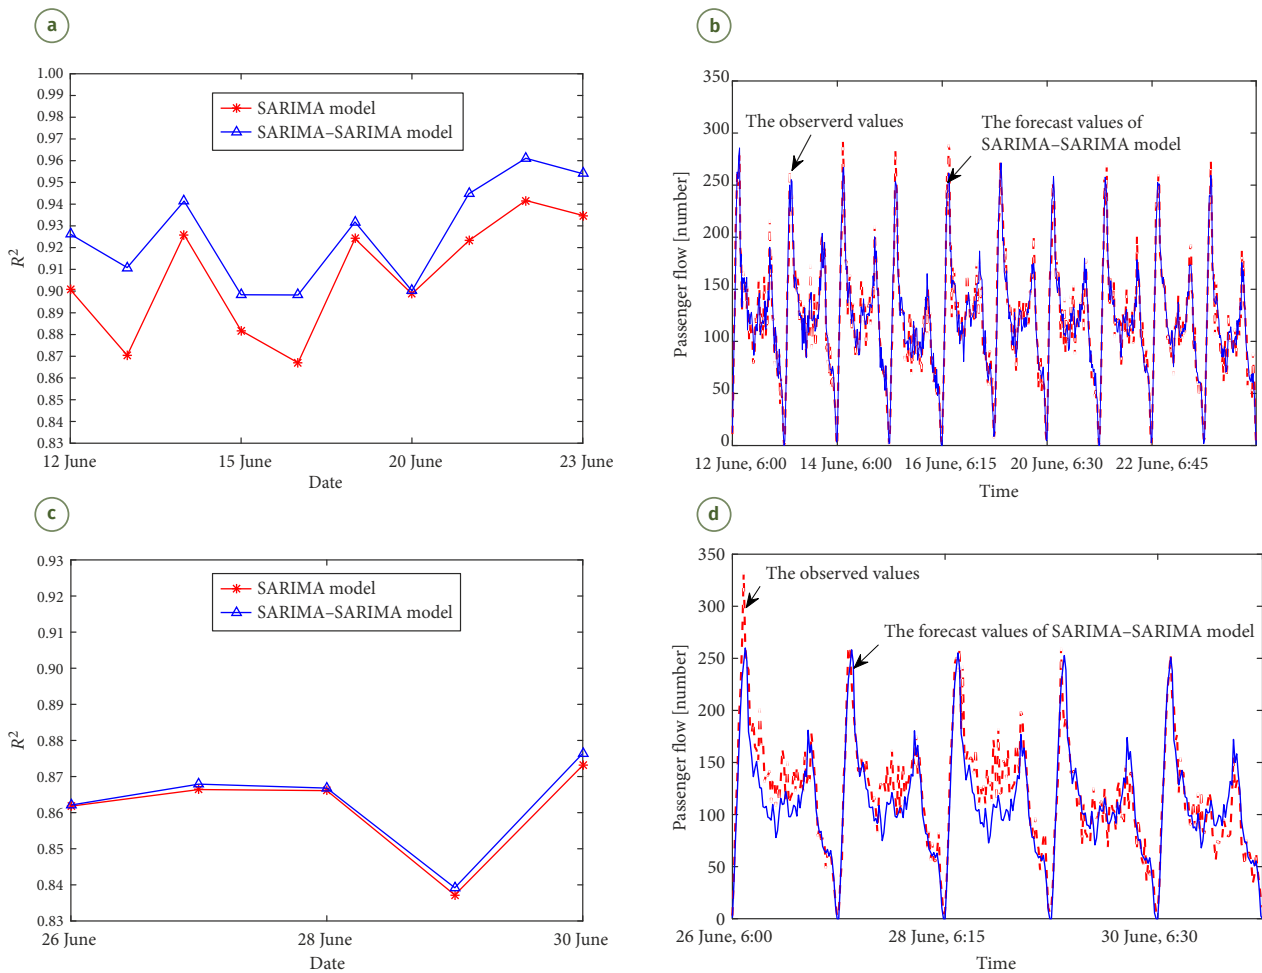 a
1.00
0.99
0.98
0.97
0.96
0.95
0.94
0.93
0.92
0.91
0.90
0.89
0.88
0.87
0.86
0.85
0.84
0.83
R²
SARIMA model
SARIMA–SARIMA model
12 June
15 June
20 June
23 June
Date
b
350
300
250
200
150
100
50
0
Passenger flow [number]
The observerd values
The forecast values of
SARIMA–SARIMA model
12 June, 6:00
14 June, 6:00
16 June, 6:15
20 June, 6:30
22 June, 6:45
Time
c
0.93
0.92
0.91
0.90
0.89
0.88
0.87
0.86
0.85
0.84
0.83
R²
SARIMA model
SARIMA–SARIMA model
26 June
28 June
30 June
Date
d
350
300
250
200
150
100
50
0
Passenger flow [number]
The observed values
The forecast values of SARIMA–SARIMA model
26 June, 6:00
28 June, 6:15
30 June, 6:30
Time